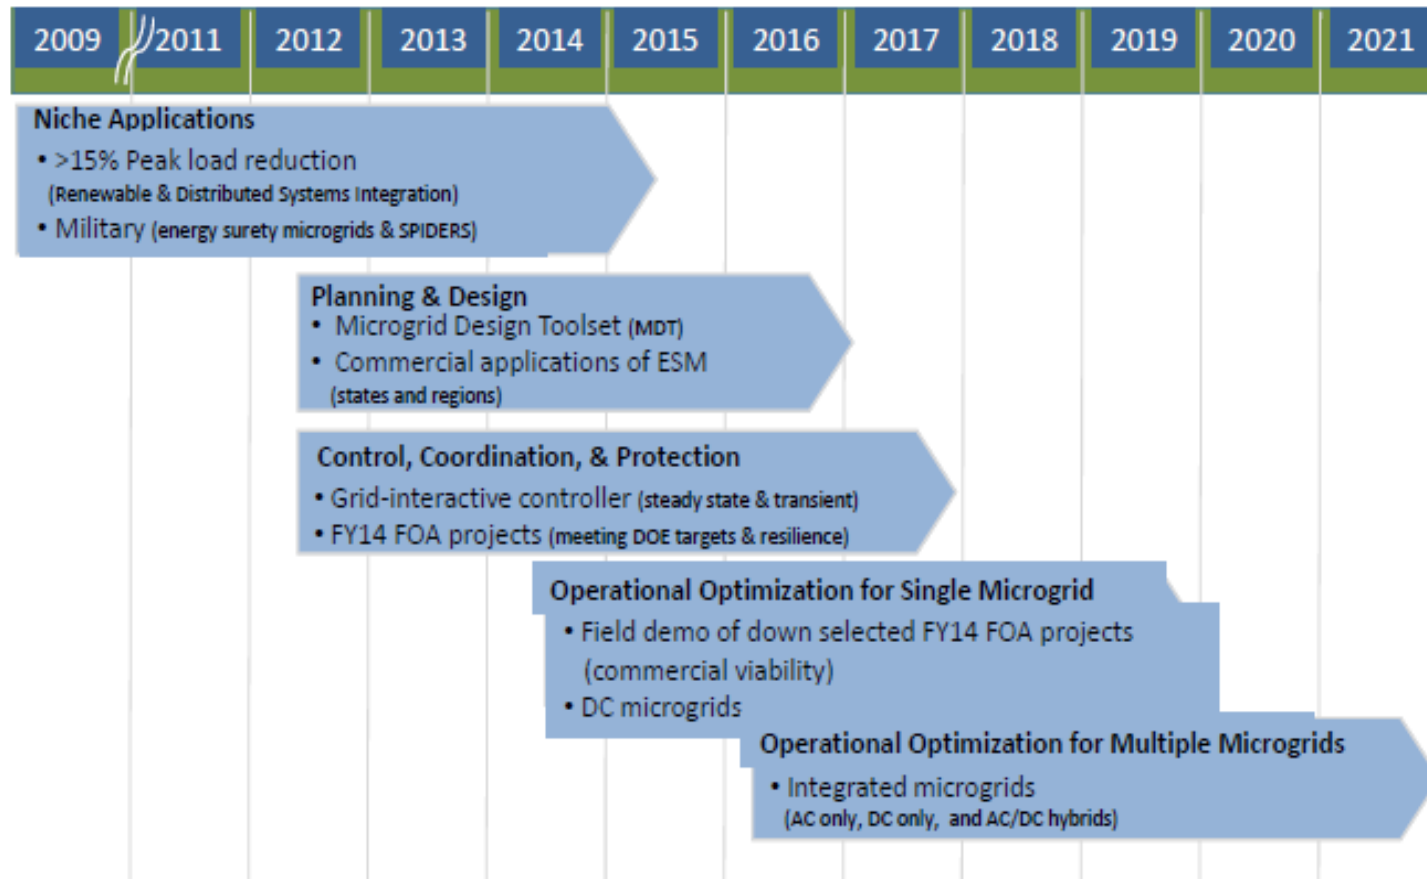 2009 2011 2012 2013 2014 2015 2016 2017 2018 2019 2020 2021
Niche Applications
• >15% Peak load reduction
(Renewable & Distributed Systems Integration)
• Military (energy surety microgrids & SPIDERS)
Planning & Design
• Microgrid Design Toolset (MDT)
• Commercial applications of ESM
(states and regions)
Control, Coordination, & Protection
• Grid-interactive controller (steady state & transient)
• FY14 FOA projects (meeting DOE targets & resilience)
Operational Optimization for Single Microgrid
• Field demo of down selected FY14 FOA projects
(commercial viability)
• DC microgrids
Operational Optimization for Multiple Microgrids
• Integrated microgrids
(AC only, DC only, and AC/DC hybrids)